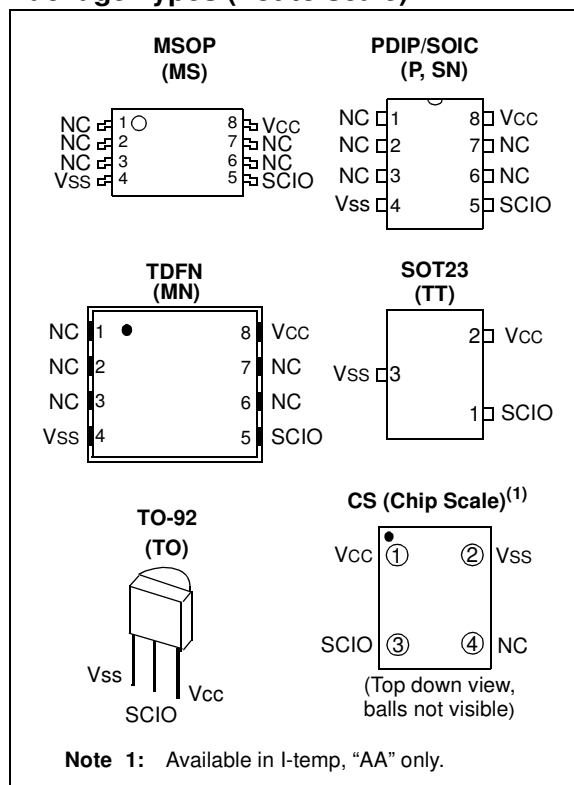 MSOP
(MS)
NC 1 8 VCC
NC 2 7 NC
NC 3 6 NC
VSS 4 5 SCIO
PDIP/SOIC
(P, SN)
NC 1 8 VCC
NC 2 7 NC
NC 3 6 NC
Vss 4 5 SCIO
TDFN
(MN)
NC 1 8 VCC
NC 2 7 NC
NC 3 6 NC
VSS 4 5 SCIO
SOT23
(TT)
2 VCC
VSS 3
1 SCIO
TO-92
(TO)
Vss
Vcc
SCIO
CS (Chip Scale)(1)
VCC 1 2 VSS
SCIO 3 4 NC
(Top down view,
balls not visible)
Note 1: Available in I-temp, “AA” only.